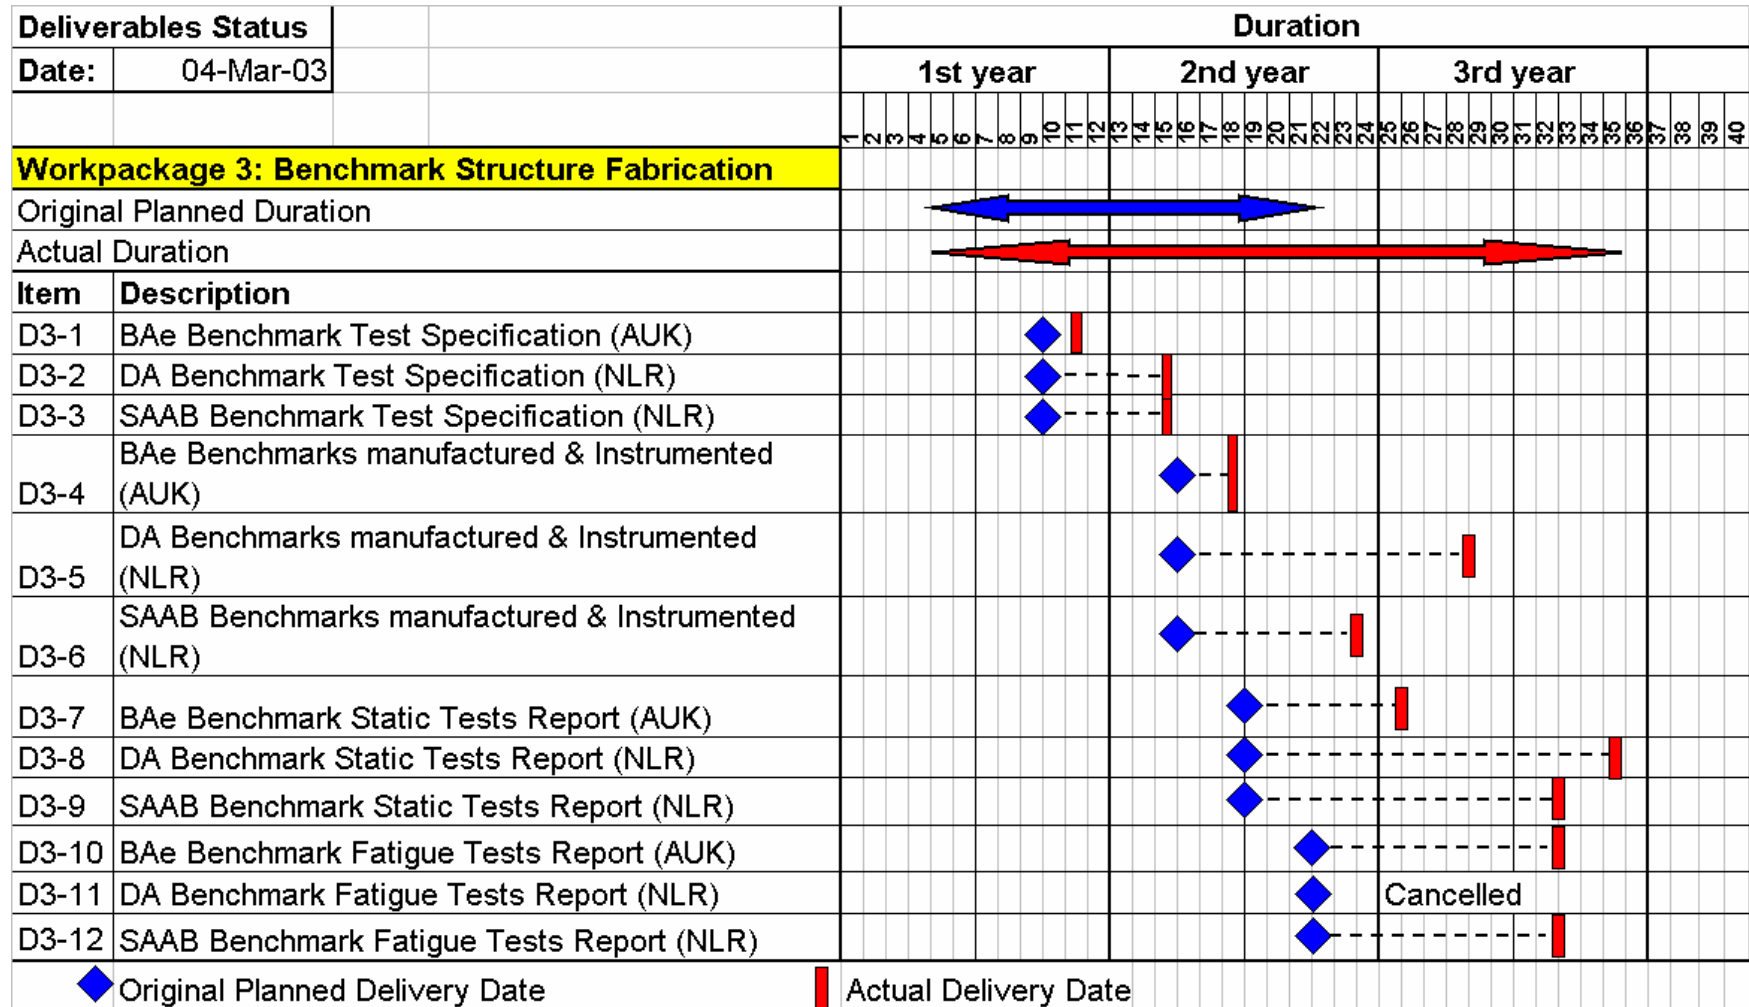 Deliverables Status
Duration
Date: 04-Mar-03
1st year 2nd year 3rd year
1 2 3 4 5 6 7 8 9 10 11 12 13 14 15 16 17 18 19 20 21 22 23 24 25 26 27 28 29 30 31 32 33 34 35 36 37 38 39 40
Workpackage 3: Benchmark Structure Fabrication
Original Planned Duration
Actual Duration
Item Description
D3-1 BAe Benchmark Test Specification (AUK)
D3-2 DA Benchmark Test Specification (NLR)
D3-3 SAAB Benchmark Test Specification (NLR)
BAe Benchmarks manufactured & Instrumented
D3-4 (AUK)
DA Benchmarks manufactured & Instrumented
D3-5 (NLR)
SAAB Benchmarks manufactured & Instrumented
D3-6 (NLR)
D3-7 BAe Benchmark Static Tests Report (AUK)
D3-8 DA Benchmark Static Tests Report (NLR)
D3-9 SAAB Benchmark Static Tests Report (NLR)
D3-10 BAe Benchmark Fatigue Tests Report (AUK)
D3-11 DA Benchmark Fatigue Tests Report (NLR) Cancelled
D3-12 SAAB Benchmark Fatigue Tests Report (NLR)
Original Planned Delivery Date Actual Delivery Date